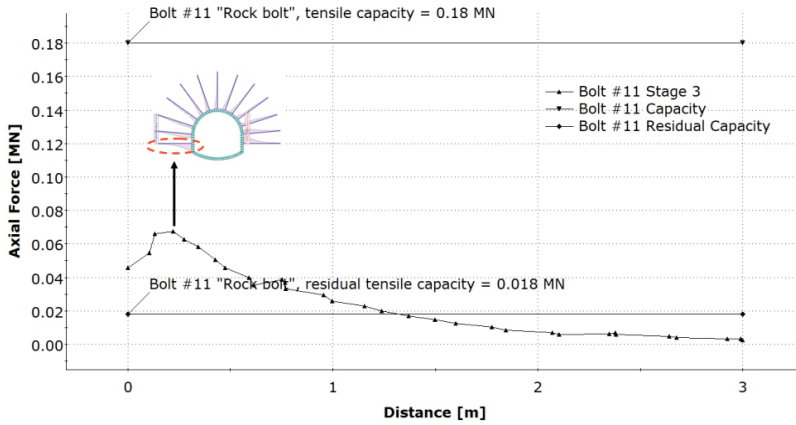 Bolt #11 "Rock bolt", tensile capacity = 0.18 MN
0.18
0.16
0.14
0.12
0.10
0.08
0.06
0.04
0.02
0.00
Axial Force [MN]
Bolt #11 Stage 3
Bolt #11 Capacity
Bolt #11 Residual Capacity
Bolt #11 "Rock bolt", residual tensile capacity = 0.018 MN
0
1
2
3
Distance [m]